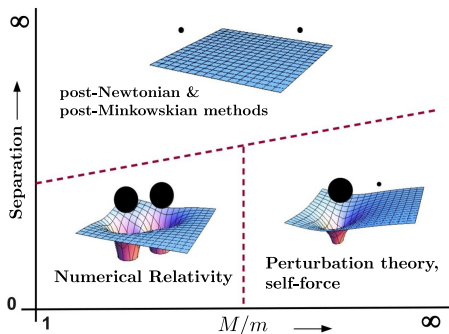 ∞
Separation
post-Newtonian &
post-Minkowskian methods
Numerical Relativity
Perturbation theory,
self-force
0
1
M/m
∞